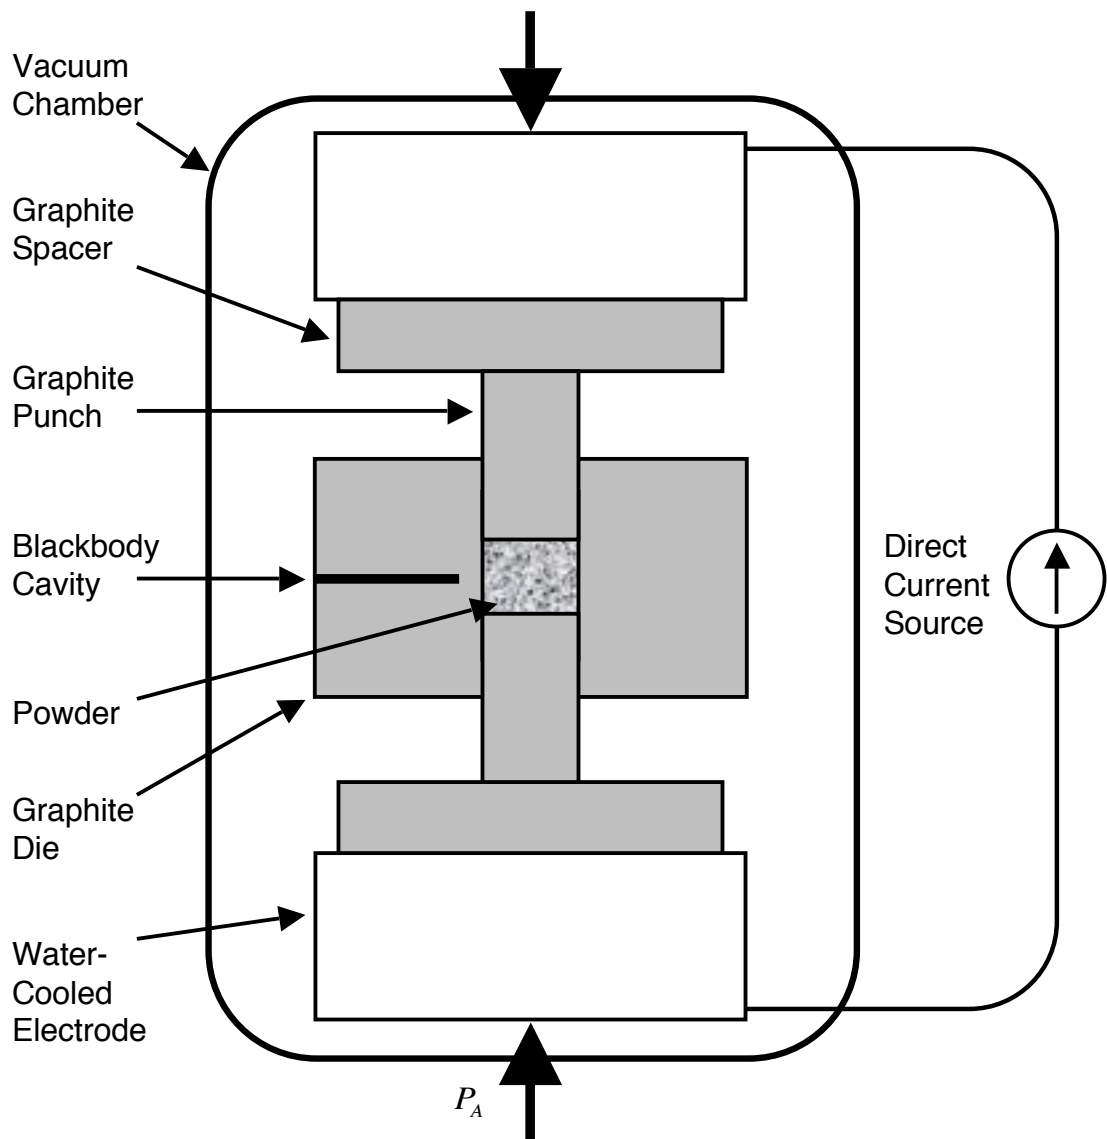 Vacuum
Chamber
Graphite
Spacer
Graphite
Punch
Blackbody
Cavity
Direct
Current
Source
Powder
Graphite
Die
Water-
Cooled
Electrode
P_A